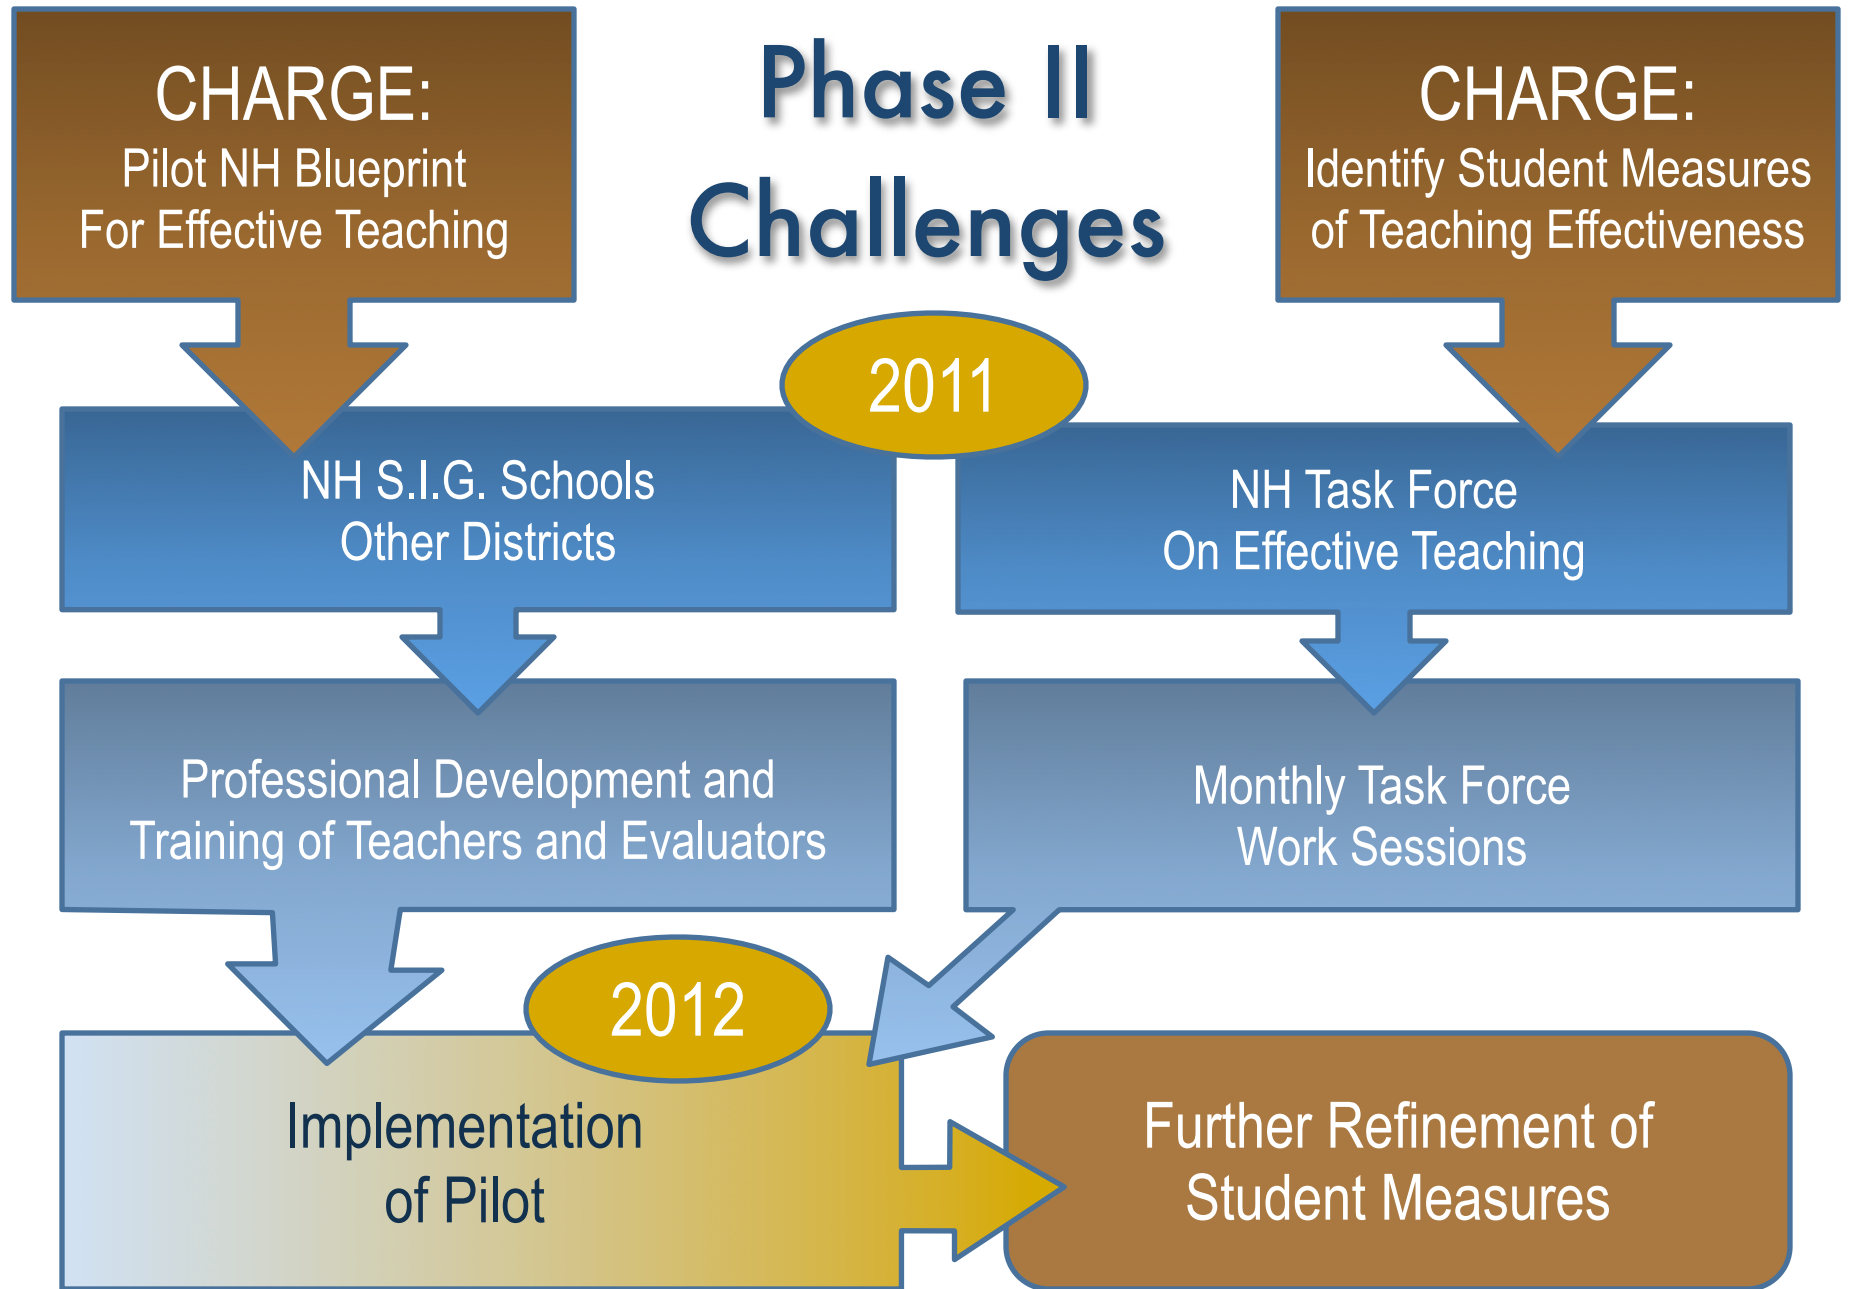 Phase II
Challenges
CHARGE:
Pilot NH Blueprint
For Effective Teaching
CHARGE:
Identify Student Measures
of Teaching Effectiveness
2011
NH S.I.G. Schools
Other Districts
NH Task Force
On Effective Teaching
Professional Development and
Training of Teachers and Evaluators
Monthly Task Force
Work Sessions
2012
Implementation
of Pilot
Further Refinement of
Student Measures